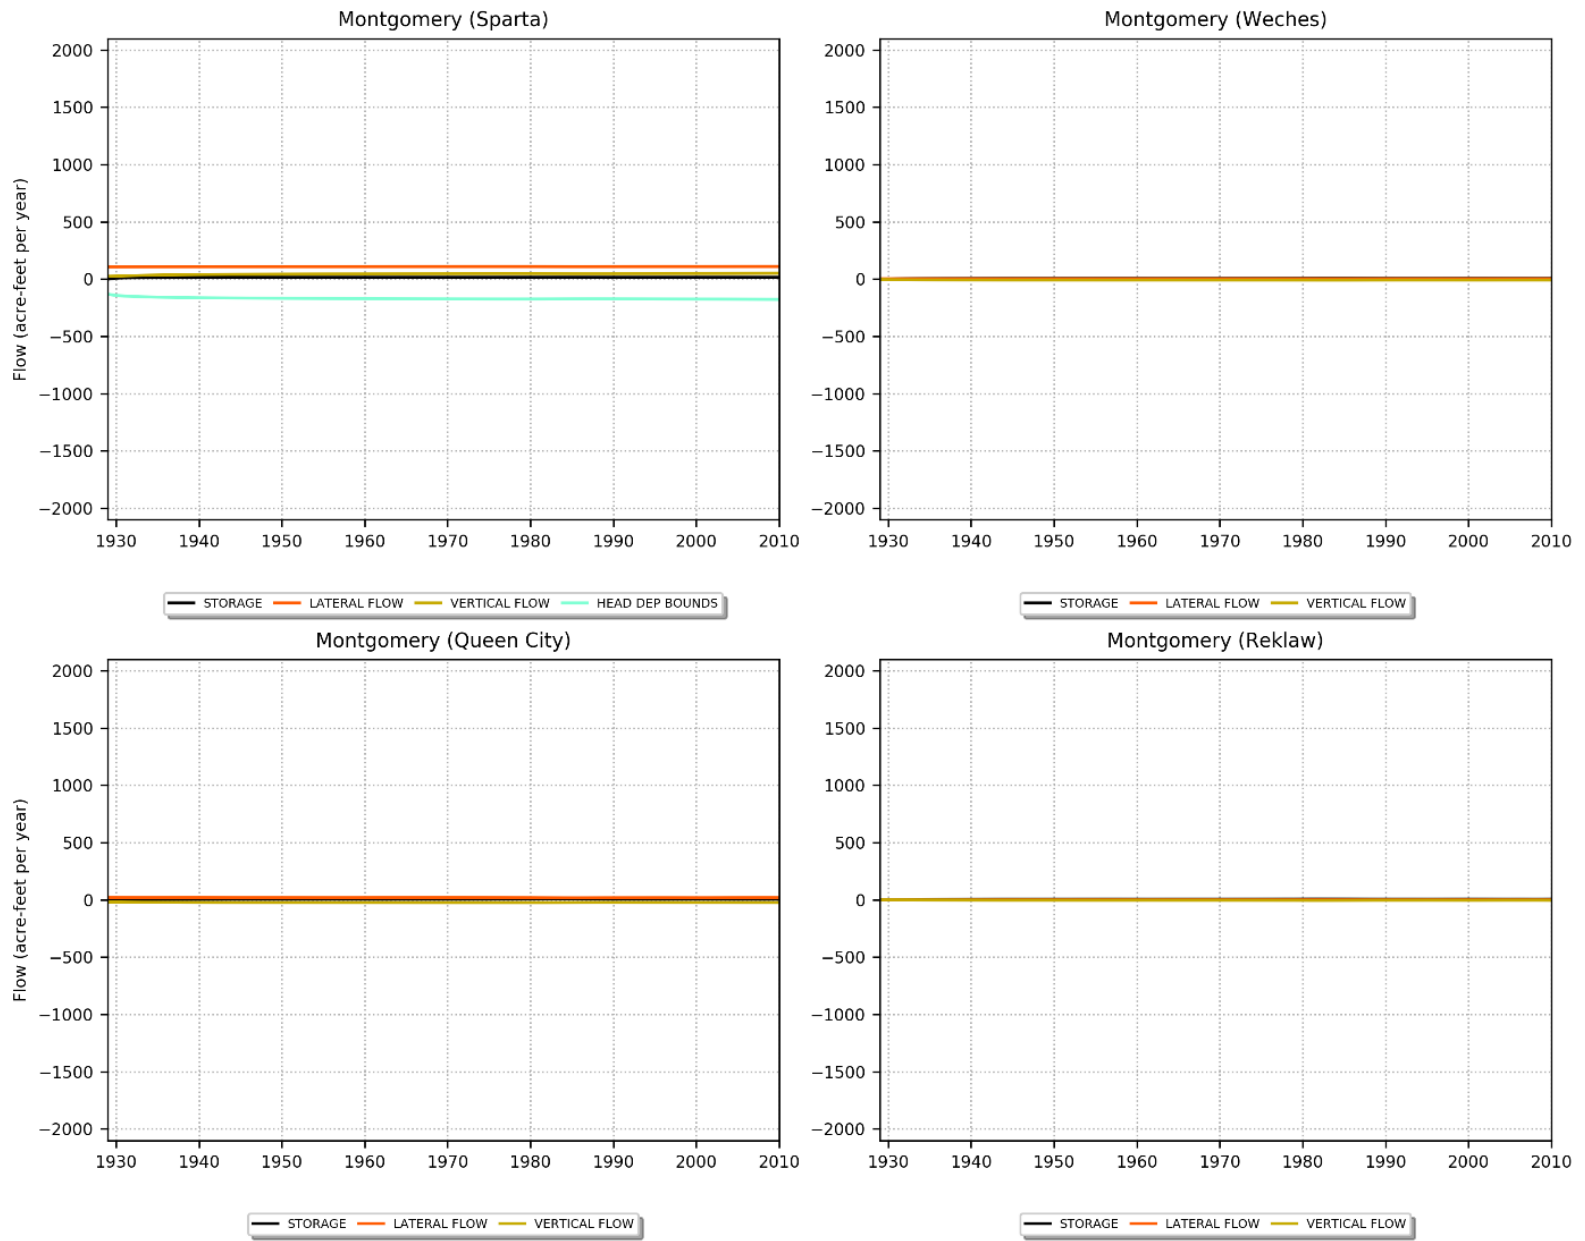 Montgomery (Sparta)
Montgomery (Weches)
Flow (acre-feet per year)
2000
1500
1000
500
0
−500
−1000
−1500
−2000
1930 1940 1950 1960 1970 1980 1990 2000 2010
2000
1500
1000
500
0
−500
−1000
−1500
−2000
1930 1940 1950 1960 1970 1980 1990 2000 2010
STORAGE LATERAL FLOW VERTICAL FLOW HEAD DEP BOUNDS
STORAGE LATERAL FLOW VERTICAL FLOW
Montgomery (Queen City)
Montgomery (Reklaw)
Flow (acre-feet per year)
2000
1500
1000
500
0
−500
−1000
−1500
−2000
1930 1940 1950 1960 1970 1980 1990 2000 2010
2000
1500
1000
500
0
−500
−1000
−1500
−2000
1930 1940 1950 1960 1970 1980 1990 2000 2010
STORAGE LATERAL FLOW VERTICAL FLOW
STORAGE LATERAL FLOW VERTICAL FLOW